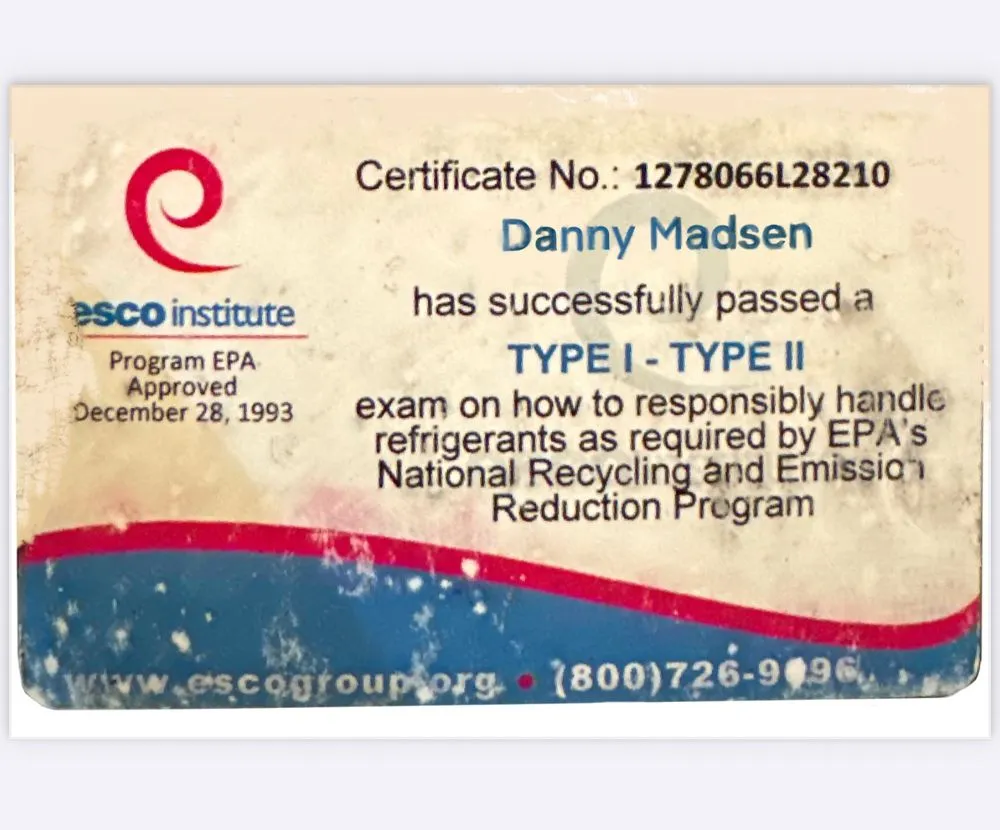 Certificate No.: 1278066L28210
Danny Madsen
has successfully passed a
TYPE I - TYPE II
exam on how to responsibly handle
refrigerants as required by EPA's
National Recycling and Emission
Reduction Program
esco institute
Program EPA
Approved
December 28, 1993
www.escogroup.org • (800)726-9696